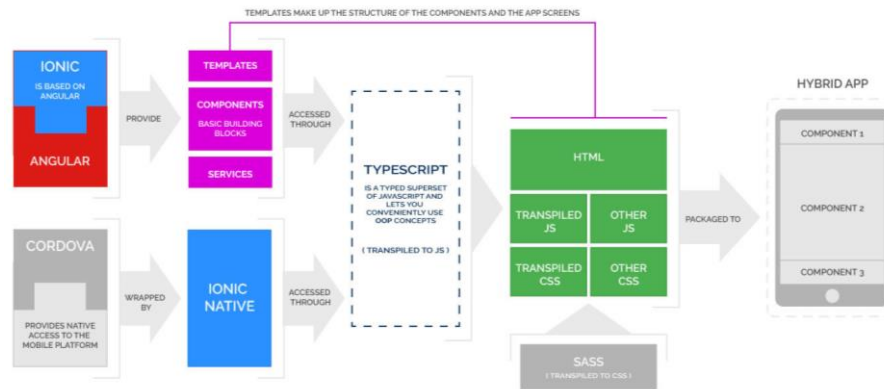 TEMPLATES MAKE UP THE STRUCTURE OF THE COMPONENTS AND THE APP SCREENS
IONIC
IS BASED ON
ANGULAR
ANGULAR
PROVIDE
TEMPLATES
COMPONENTS
BASIC BUILDING
BLOCKS
SERVICES
ACCESSED
THROUGH
CORDOVA
PROVIDES NATIVE
ACCESS TO THE
MOBILE PLATFORM
WRAPPED
BY
IONIC
NATIVE
ACCESSED
THROUGH
TYPESCRIPT
IS A TYPED SUPERSET
OF JAVASCRIPT AND
LETS YOU
CONVENIENTLY USE
OOP CONCEPTS
( TRANSPILED TO JS )
HTML
TRANSPILED
JS
OTHER
JS
TRANSPILED
CSS
OTHER
CSS
SASS
( TRANSPILED TO CSS )
PACKAGED TO
HYBRID APP
COMPONENT 1
COMPONENT 2
COMPONENT 3